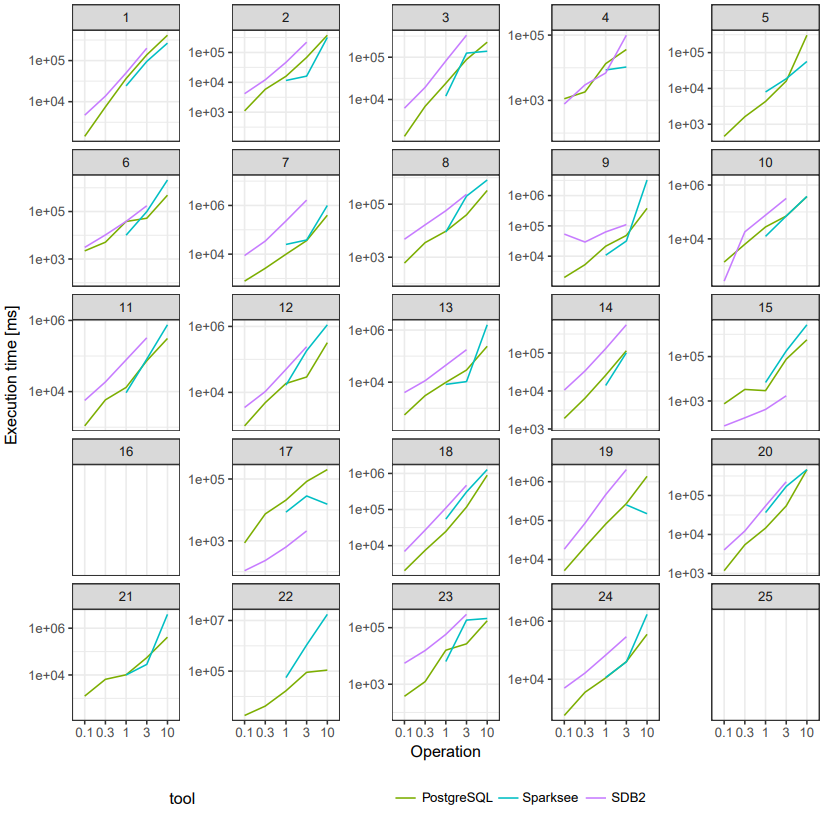 1 2 3 4 5
1e+05 1e+05 1e+05 1e+05 1e+05
1e+04 1e+04 1e+04 1e+03 1e+04
1e+03 1e+03
6 7 8 9 10
1e+05 1e+06 1e+05 1e+06 1e+06
1e+03 1e+04 1e+03 1e+05 1e+04
1e+04
11 12 13 14 15
1e+06 1e+06 1e+06 1e+05 1e+05
1e+04 1e+04 1e+04 1e+04 1e+03
1e+03
16 17 18 19 20
1e+05 1e+06 1e+06 1e+05
1e+03 1e+05 1e+05 1e+04
1e+04 1e+04 1e+03
21 22 23 24 25
1e+06 1e+07 1e+05 1e+06
1e+04 1e+05 1e+03 1e+04
0.1 0.3 1 3 10 0.1 0.3 1 3 10 0.1 0.3 1 3 10 0.1 0.3 1 3 10 0.1 0.3 1 3 10
Execution time [ms]
Operation
tool PostgreSQL Sparksee SDB2